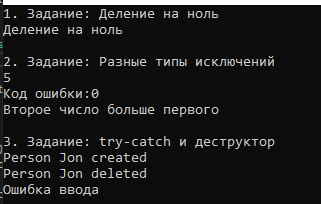 1. Задание: Деление на ноль
Деление на ноль
2. Задание: Разные типы исключений
5
Код ошибки:0
Второе число больше первого
3. Задание: try-catch и деструктор
Person Jon created
Person Jon deleted
Ошибка ввода